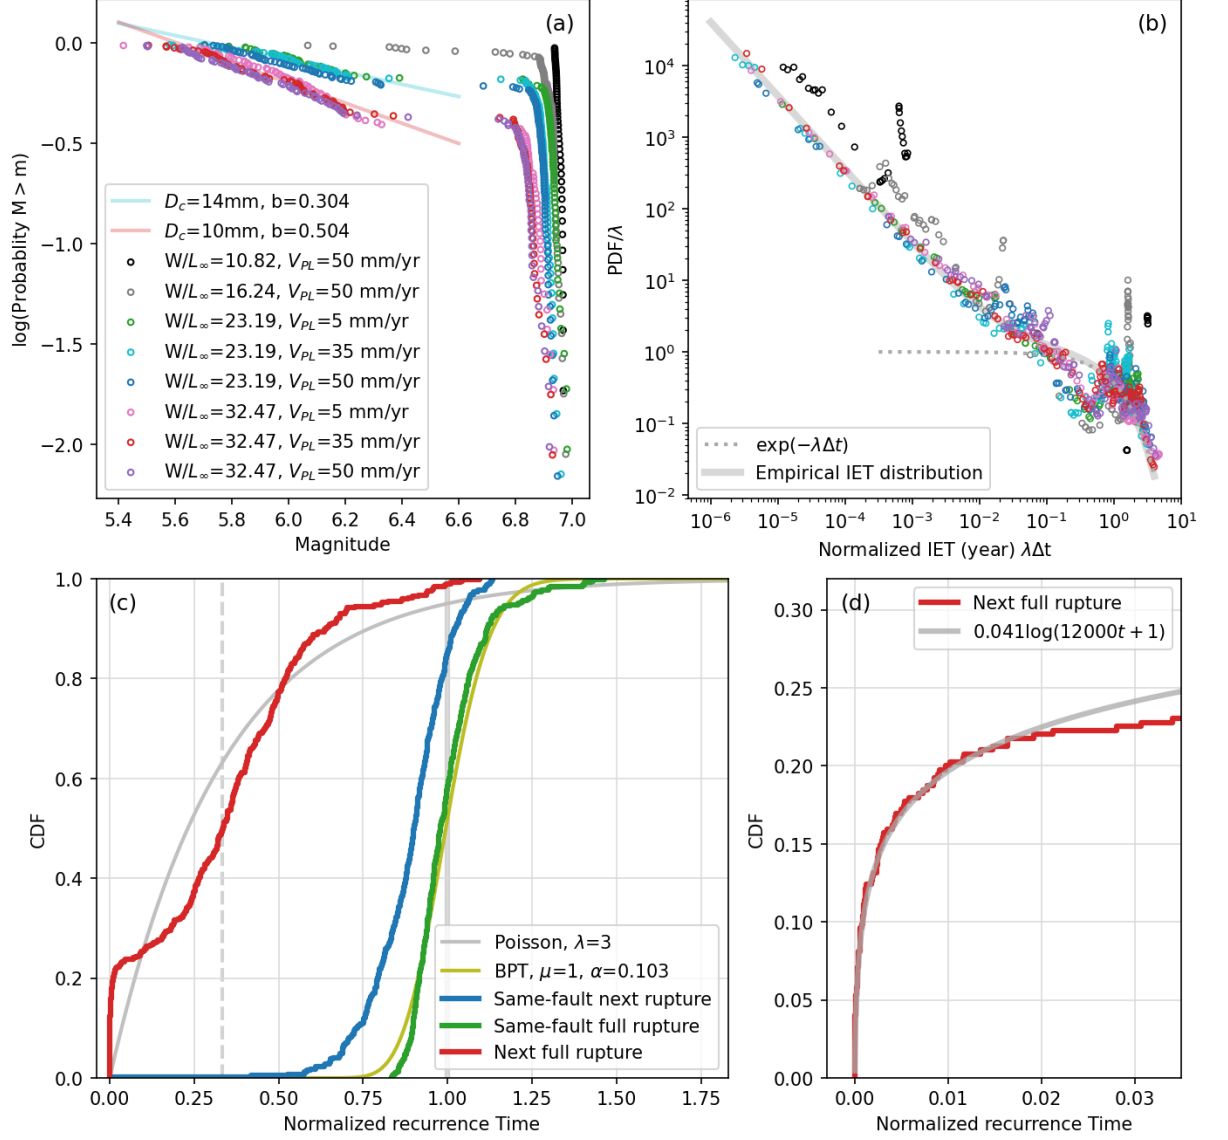 (a)
0.0
−0.5
−1.0
−1.5
−2.0
log(Probablity M > m)
D_c=14mm, b=0.304
D_c=10mm, b=0.504
W/L_∞=10.82, V_PL=50 mm/yr
W/L_∞=16.24, V_PL=50 mm/yr
W/L_∞=23.19, V_PL=5 mm/yr
W/L_∞=23.19, V_PL=35 mm/yr
W/L_∞=23.19, V_PL=50 mm/yr
W/L_∞=32.47, V_PL=5 mm/yr
W/L_∞=32.47, V_PL=35 mm/yr
W/L_∞=32.47, V_PL=50 mm/yr
5.4 5.6 5.8 6.0 6.2 6.4 6.6 6.8 7.0
Magnitude
(b)
10^4
10^3
10^2
10^1
10^0
10^−1
10^−2
PDF/λ
exp(−λΔt)
Empirical IET distribution
10^−6 10^−5 10^−4 10^−3 10^−2 10^−1 10^0 10^1
Normalized IET (year) λΔt
(c)
1.0
0.8
0.6
0.4
0.2
0.0
CDF
Poisson, λ=3
BPT, μ=1, α=0.103
Same-fault next rupture
Same-fault full rupture
Next full rupture
0.00 0.25 0.50 0.75 1.00 1.25 1.50 1.75
Normalized recurrence Time
(d)
0.30
0.25
0.20
0.15
0.10
0.05
0.00
CDF
Next full rupture
0.041log(12000t + 1)
0.00 0.01 0.02 0.03
Normalized recurrence Time